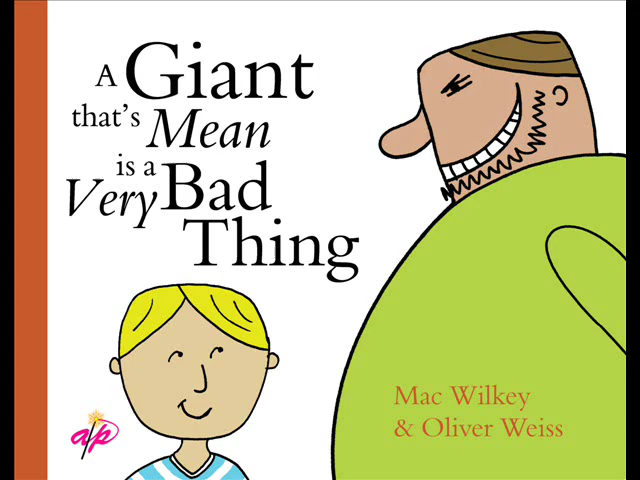 A Giant
that's Mean
is a
Very Bad
Thing
Mac Wilkey
& Oliver Weiss
a/p